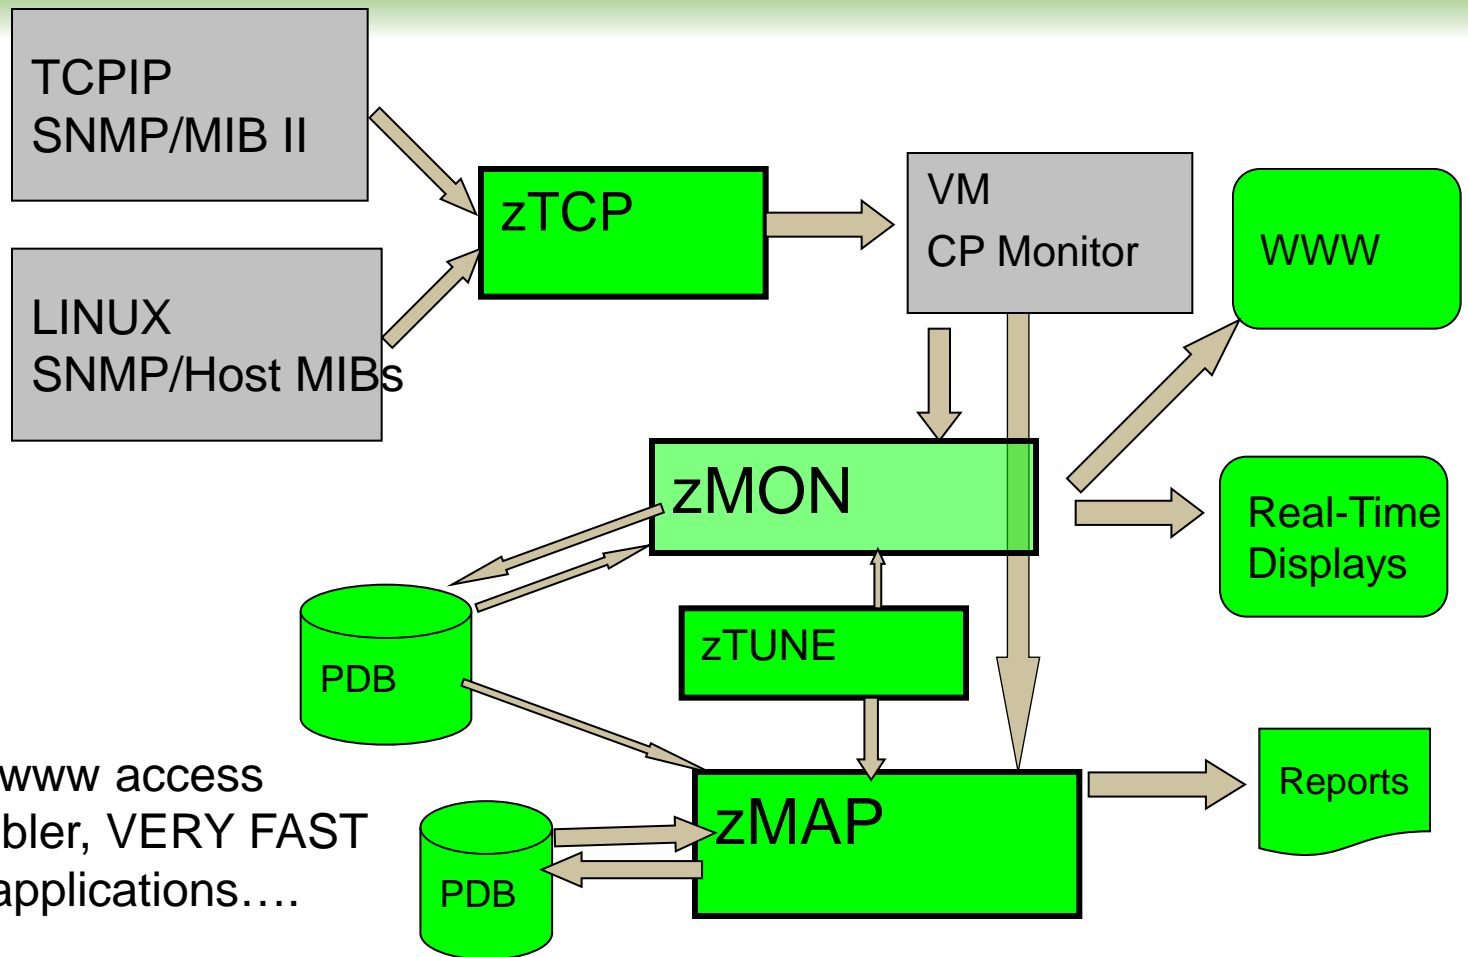 TCPIP
SNMP/MIB II
LINUX
SNMP/Host MIBs
zTCP
VM
CP Monitor
WWW
zMON
Real-Time
Displays
zTUNE
PDB
zMAP
Reports
PDB
www access
bler, VERY FAST
applications….